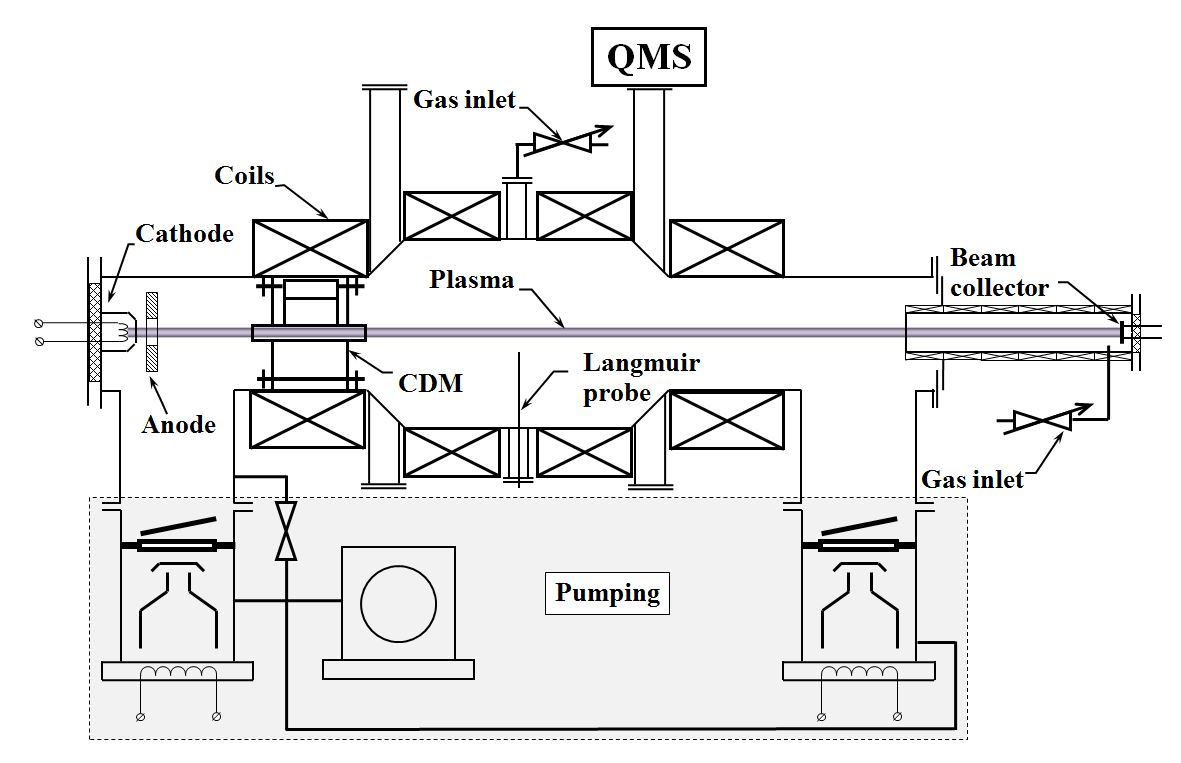 QMS
Gas inlet
Coils
Cathode
Plasma
Beam
collector
Langmuir
probe
CDM
Anode
Gas inlet
Pumping